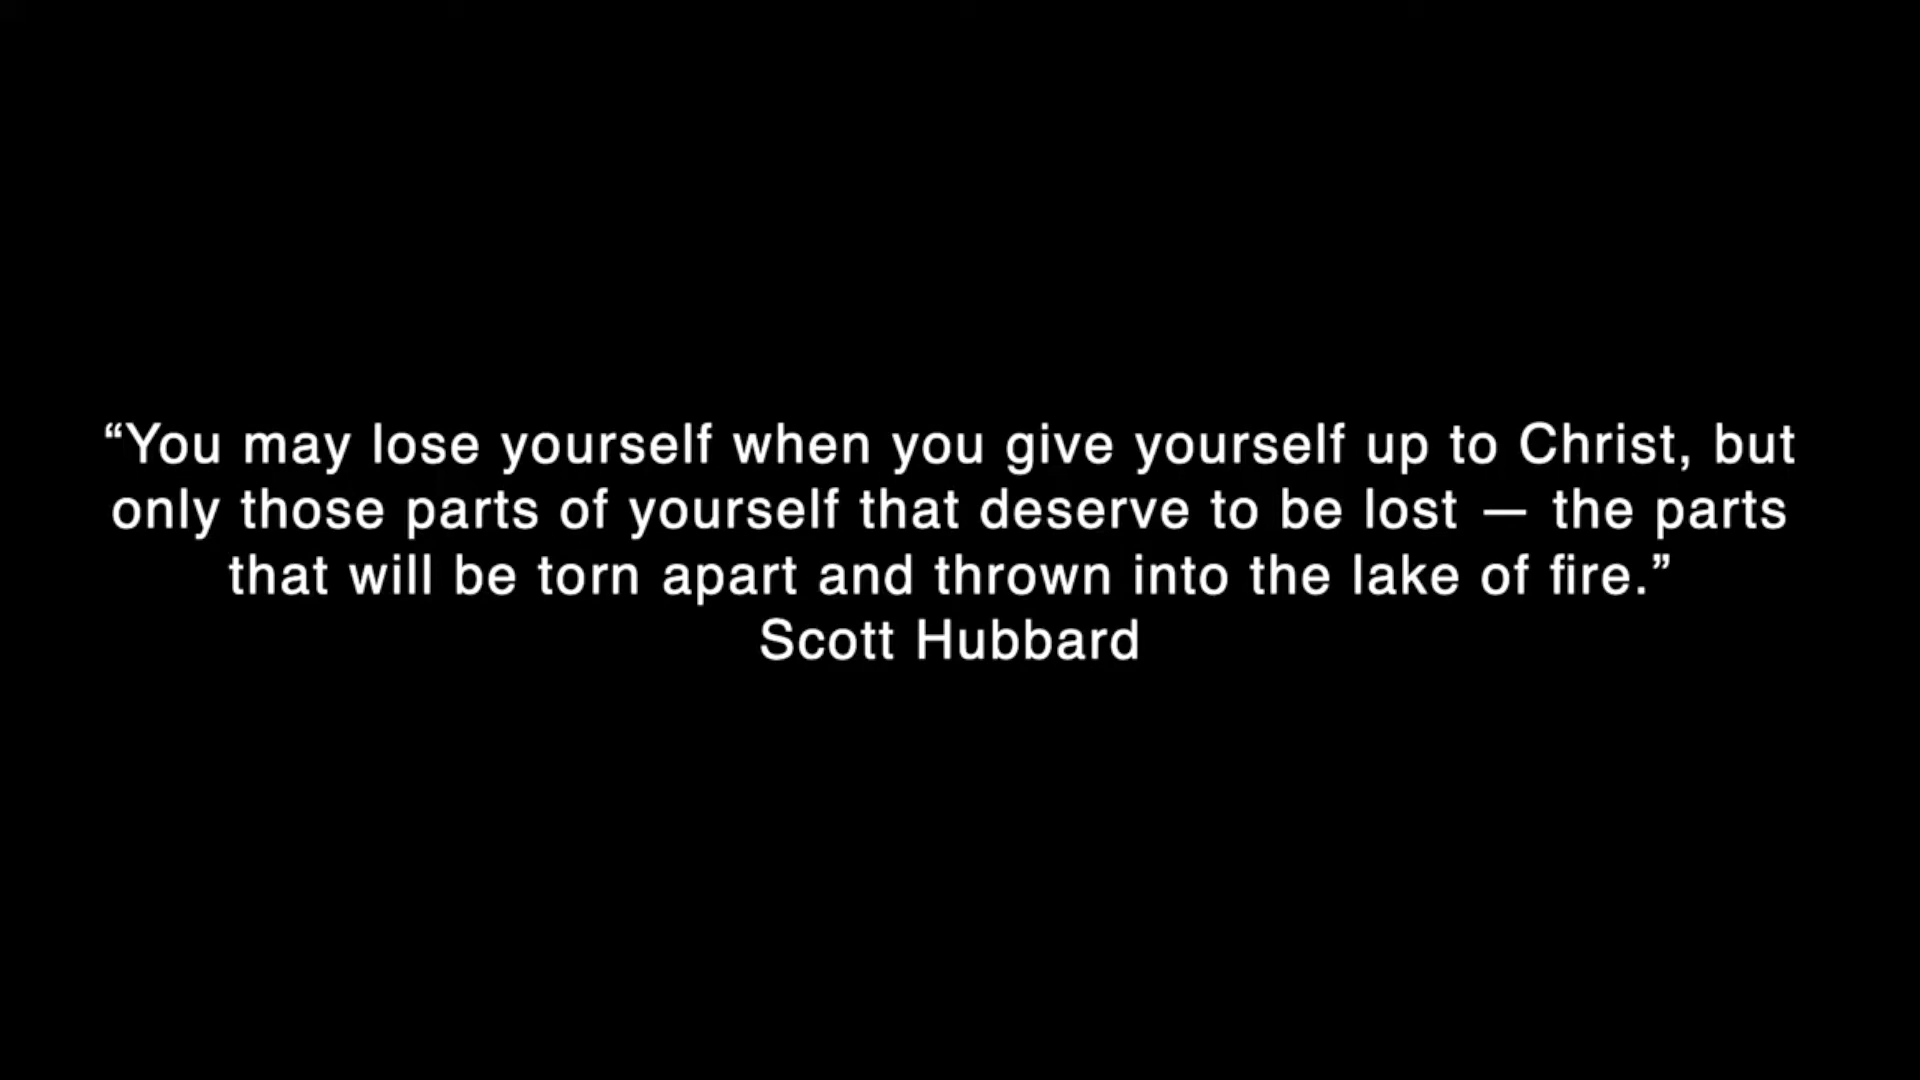 “You may lose yourself when you give yourself up to Christ, but
only those parts of yourself that deserve to be lost — the parts
that will be torn apart and thrown into the lake of fire.”
Scott Hubbard